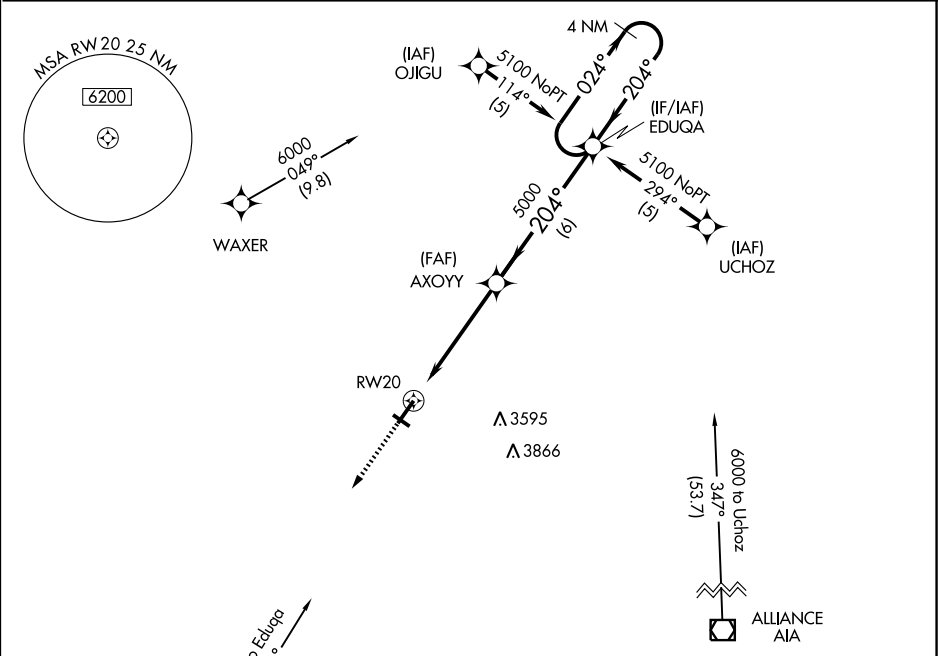 MSA RW20 25 NM
6200
(IAF)
OJIGU
5100 NoPT
114°
(5)
4 NM
024°
204°
(IF/IAF)
EDUQA
6000
049°
(9.8)
WAXER
5100 NoPT
294°
(5)
(IAF)
UCHOZ
5000
204°
(6)
(FAF)
AXOYY
RW20
3595
3866
6000 to Uchoz
347°
(53.7)
ALLIANCE
AIA
Eduqa